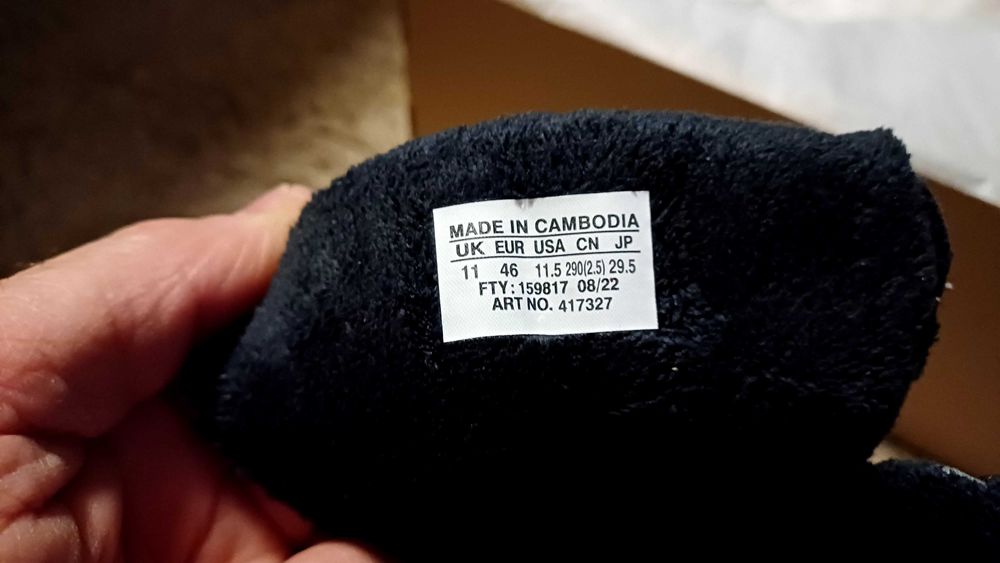 MADE IN CAMBODIA
UK EUR USA CN JP
11 46 11.5 290(2.5) 29.5
FTY: 159817 08/22
ART NO. 417327